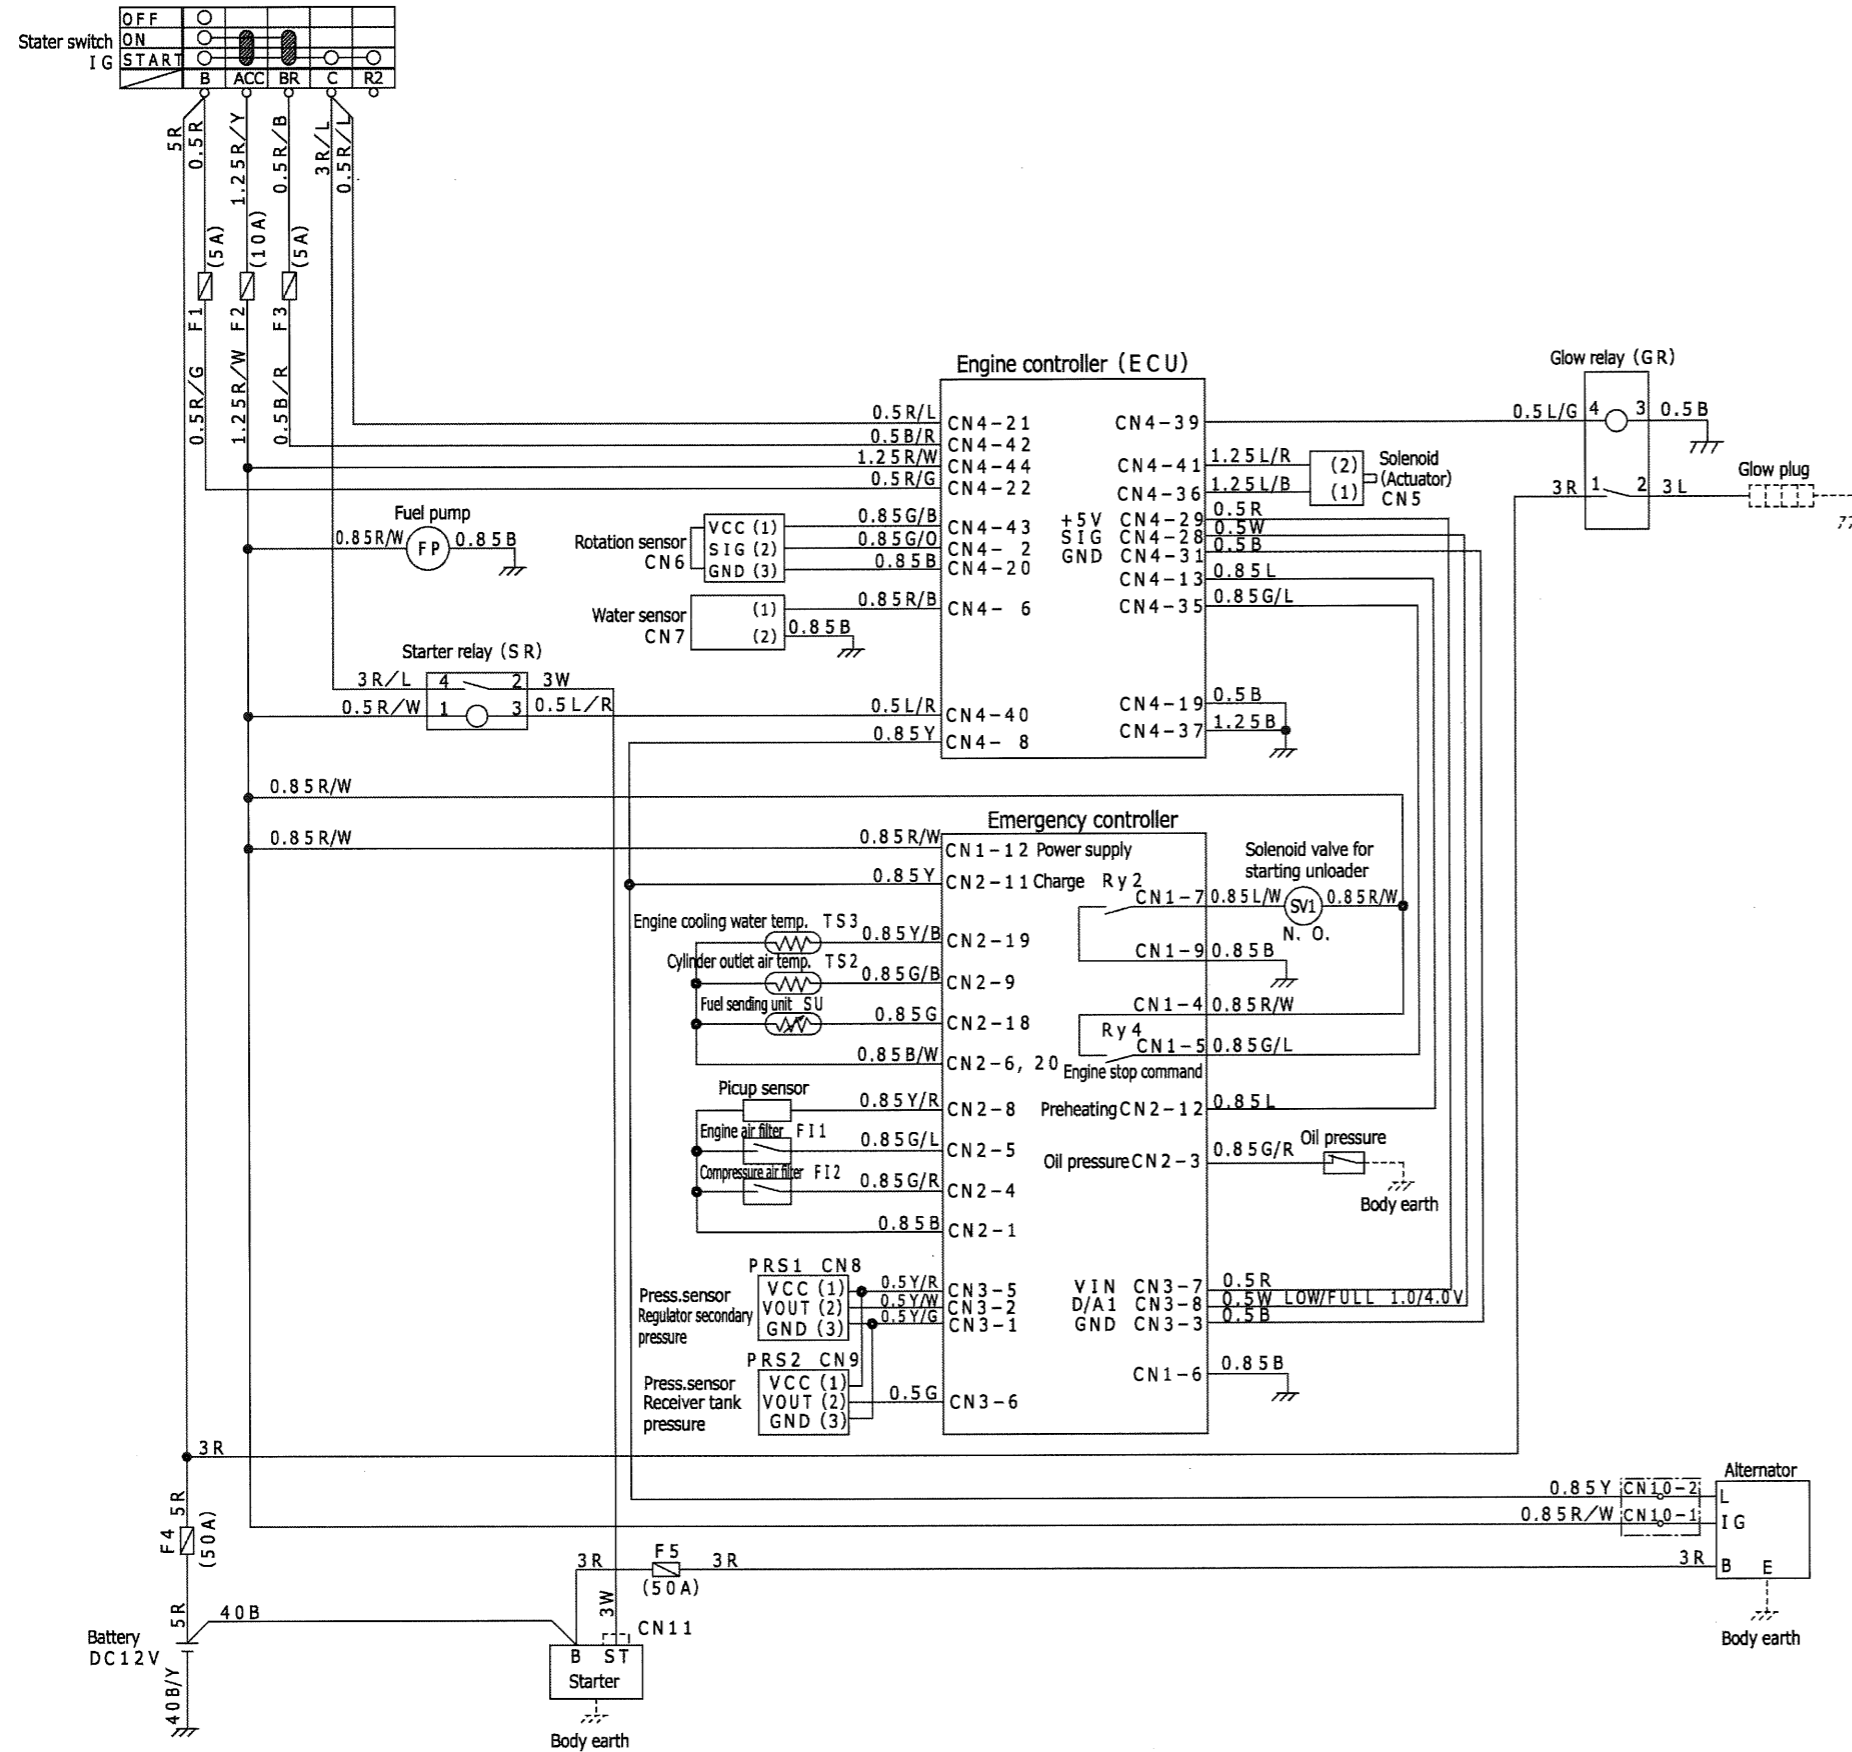 OFF
Stater switch ON
IG START
B ACC BR C R2
5R
0.5R
1.25R/Y
0.5R/B
3R/L
0.5R/L
(5A)
(10A)
(5A)
F1
F2
F3
0.5R/G
1.25R/W
0.5B/R
Engine controller (ECU)
0.5R/L CN4-21
0.5B/R CN4-42
1.25R/W CN4-44
0.5R/G CN4-22
CN4-39
0.5L/G
Glow relay (GR)
4 3 0.5B
3R 1 2 3L
Glow plug
CN4-41 1.25L/R (2)
CN4-36 1.25L/B (1)
Solenoid
(Actuator)
CN5
Fuel pump
0.85R/W FP 0.85B
Rotation sensor
CN6
VCC (1) 0.85G/B CN4-43
SIG (2) 0.85G/O CN4- 2
GND (3) 0.85B CN4-20
+5V CN4-29 0.5R
SIG CN4-28 0.5W
GND CN4-31 0.5B
CN4-13 0.85L
CN4-35 0.85G/L
Water sensor
CN7
(1) 0.85R/B CN4- 6
(2) 0.85B
Starter relay (SR)
3R/L 4 2 3W
0.5R/W 1 3 0.5L/R
0.5L/R CN4-40
0.85Y CN4- 8
CN4-19 0.5B
CN4-37 1.25B
0.85R/W
Emergency controller
0.85R/W
0.85R/W CN1-12 Power supply
0.85Y CN2-11 Charge Ry2
CN1-7 0.85L/W SV1 0.85R/W
Solenoid valve for
starting unloader
N.O.
CN1-9 0.85B
CN1-4 0.85R/W
Ry4
CN1-5 0.85G/L
Engine stop command
Engine cooling water temp. TS3 0.85Y/B CN2-19
Cylinder outlet air temp. TS2 0.85G/B CN2-9
Fuel sending unit SU 0.85G CN2-18
0.85B/W CN2-6, 20
Picup sensor 0.85Y/R CN2-8
Engine air filter FI1 0.85G/L CN2-5
Compressure air filter FI2 0.85G/R CN2-4
0.85B CN2-1
Preheating CN2-12 0.85L
Oil pressure CN2-3 0.85G/R
Oil pressure
Body earth
PRS1 CN8
Press.sensor
Regulator secondary
pressure
VCC (1) 0.5Y/R CN3-5
VOUT (2) 0.5Y/W CN3-2
GND (3) 0.5Y/G CN3-1
VIN CN3-7 0.5R
D/A1 CN3-8 0.5W LOW/FULL 1.0/4.0V
GND CN3-3 0.5B
PRS2 CN9
Press.sensor
Receiver tank
pressure
VCC (1)
VOUT (2) 0.5G CN3-6
GND (3)
CN1-6 0.85B
3R
5R
F4
(50A)
5R
Alternator
0.85Y CN10-2 L
0.85R/W CN10-1 IG
3R B E
Body earth
3R F5 3R
(50A)
3W
40B
CN11
Battery
DC12V
40B/Y
B ST
Starter
Body earth